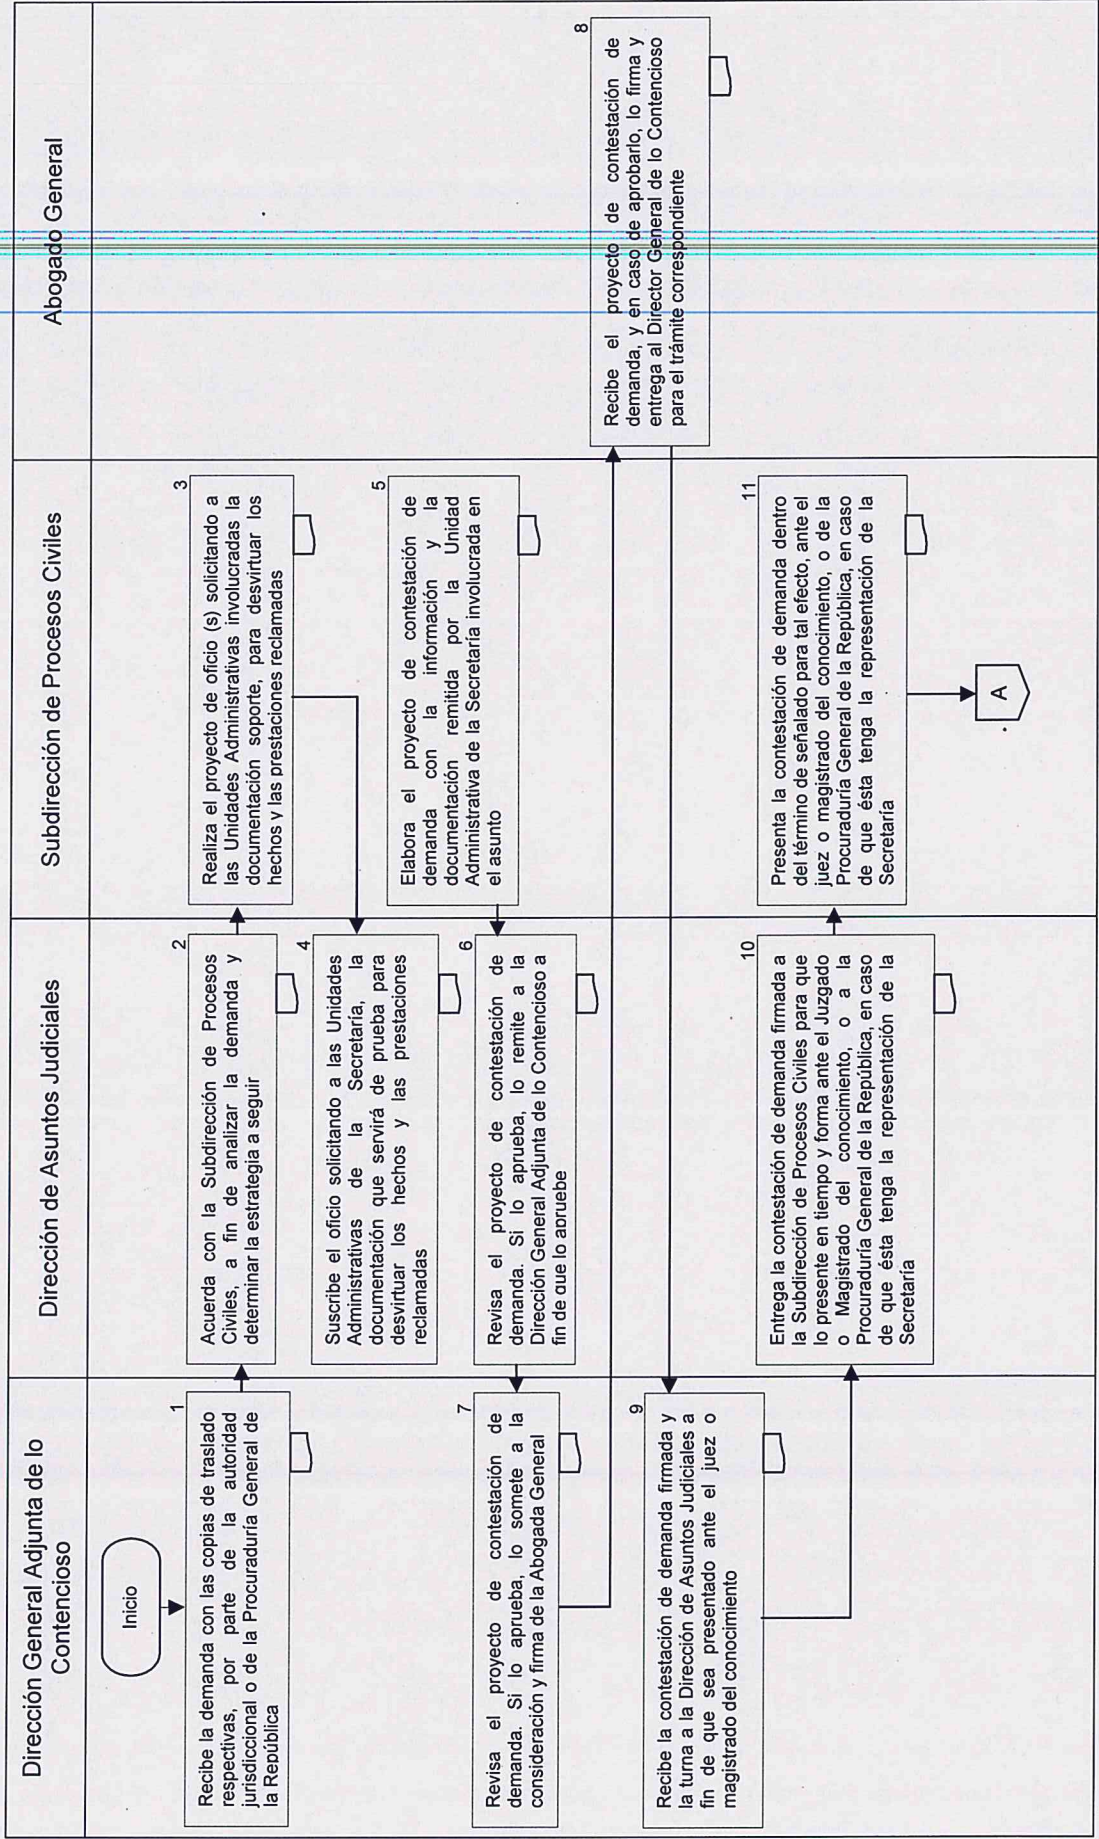 Dirección General Adjunta de lo
Contencioso
Dirección de Asuntos Judiciales
Subdirección de Procesos Civiles
Abogado General
Inicio
1
Recibe la demanda con las copias de traslado
respectivas, por parte de la autoridad
jurisdiccional o de la Procuraduría General de
la República
2
Acuerda con la Subdirección de Procesos
Civiles, a fin de analizar la demanda y
determinar la estrategia a seguir
3
Realiza el proyecto de oficio (s) solicitando a
las Unidades Administrativas involucradas la
documentación soporte, para desvirtuar los
hechos y las prestaciones reclamadas
4
Suscribe el oficio solicitando a las Unidades
Administrativas de la Secretaría, la
documentación que servirá de prueba para
desvirtuar los hechos y las prestaciones
reclamadas
5
Elabora el proyecto de contestación de
demanda con la información y la
documentación remitida por la Unidad
Administrativa de la Secretaría involucrada en
el asunto
6
Revisa el proyecto de contestación de
demanda. Si lo aprueba, lo remite a la
Dirección General Adjunta de lo Contencioso a
fin de que lo apruebe
7
Revisa el proyecto de contestación de
demanda. Si lo aprueba, lo somete a la
consideración y firma de la Abogada General
8
Recibe el proyecto de contestación de
demanda, y en caso de aprobarlo, lo firma y
entrega al Director General de lo Contencioso
para el trámite correspondiente
9
Recibe la contestación de demanda firmada y
la turna a la Dirección de Asuntos Judiciales a
fin de que sea presentado ante el juez o
magistrado del conocimiento
10
Entrega la contestación de demanda firmada a
la Subdirección de Procesos Civiles para que
lo presente en tiempo y forma ante el Juzgado
o Magistrado del conocimiento, o a la
Procuraduría General de la República, en caso
de que ésta tenga la representación de la
Secretaría
11
Presenta la contestación de demanda dentro
del término de señalado para tal efecto, ante el
juez o magistrado del conocimiento, o de la
Procuraduría General de la República, en caso
de que ésta tenga la representación de la
Secretaría
A